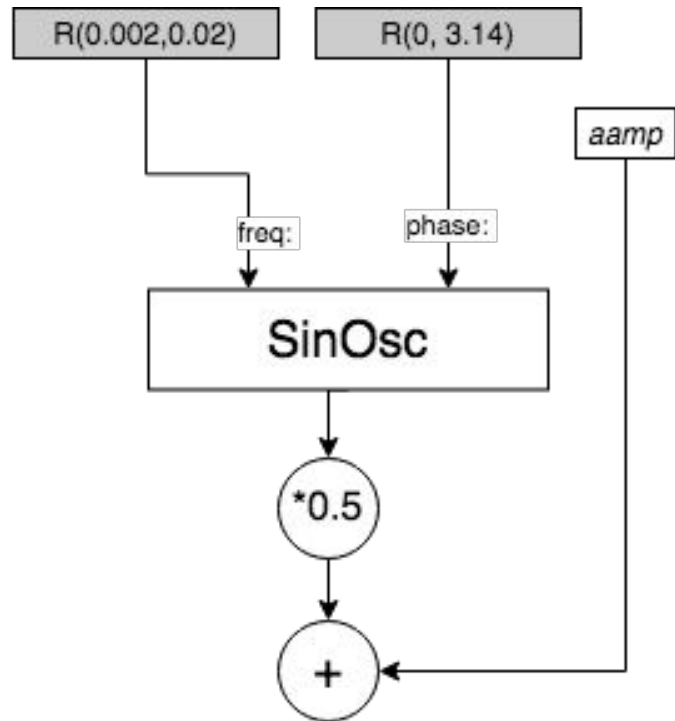 R(0.002,0.02)
R(0, 3.14)
aamp
freq:
phase:
SinOsc
*0.5
+